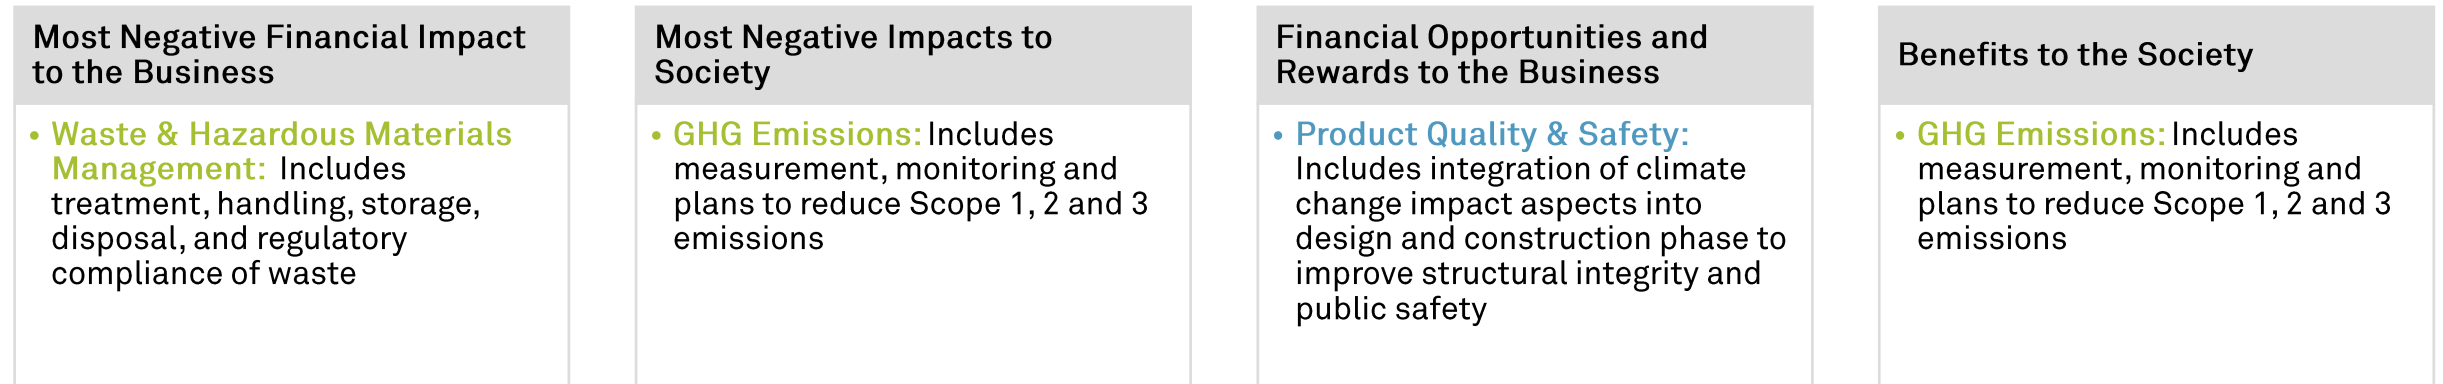 Most Negative Financial Impact
to the Business
• Waste & Hazardous Materials
Management: Includes
treatment, handling, storage,
disposal, and regulatory
compliance of waste
Most Negative Impacts to
Society
• GHG Emissions: Includes
measurement, monitoring and
plans to reduce Scope 1, 2 and 3
emissions
Financial Opportunities and
Rewards to the Business
• Product Quality & Safety:
Includes integration of climate
change impact aspects into
design and construction phase to
improve structural integrity and
public safety
Benefits to the Society
• GHG Emissions: Includes
measurement, monitoring and
plans to reduce Scope 1, 2 and 3
emissions